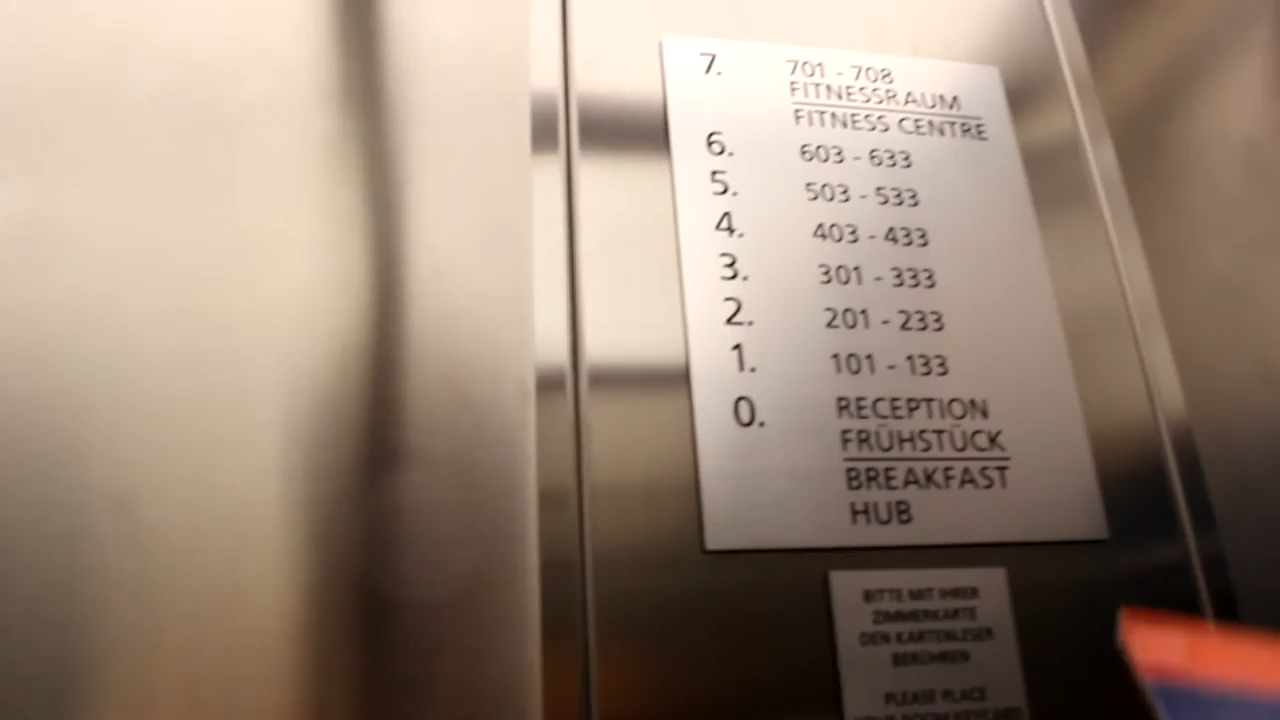 7. 701 - 708
FITNESSRAUM
FITNESS CENTRE
6. 603 - 633
5. 503 - 533
4. 403 - 433
3. 301 - 333
2. 201 - 233
1. 101 - 133
0. RECEPTION
FRÜHSTÜCK
BREAKFAST
HUB
BITTE MIT IHRER
ZIMMERKARTE
DEN KARTENLESER
BERÜHREN
PLEASE PLACE